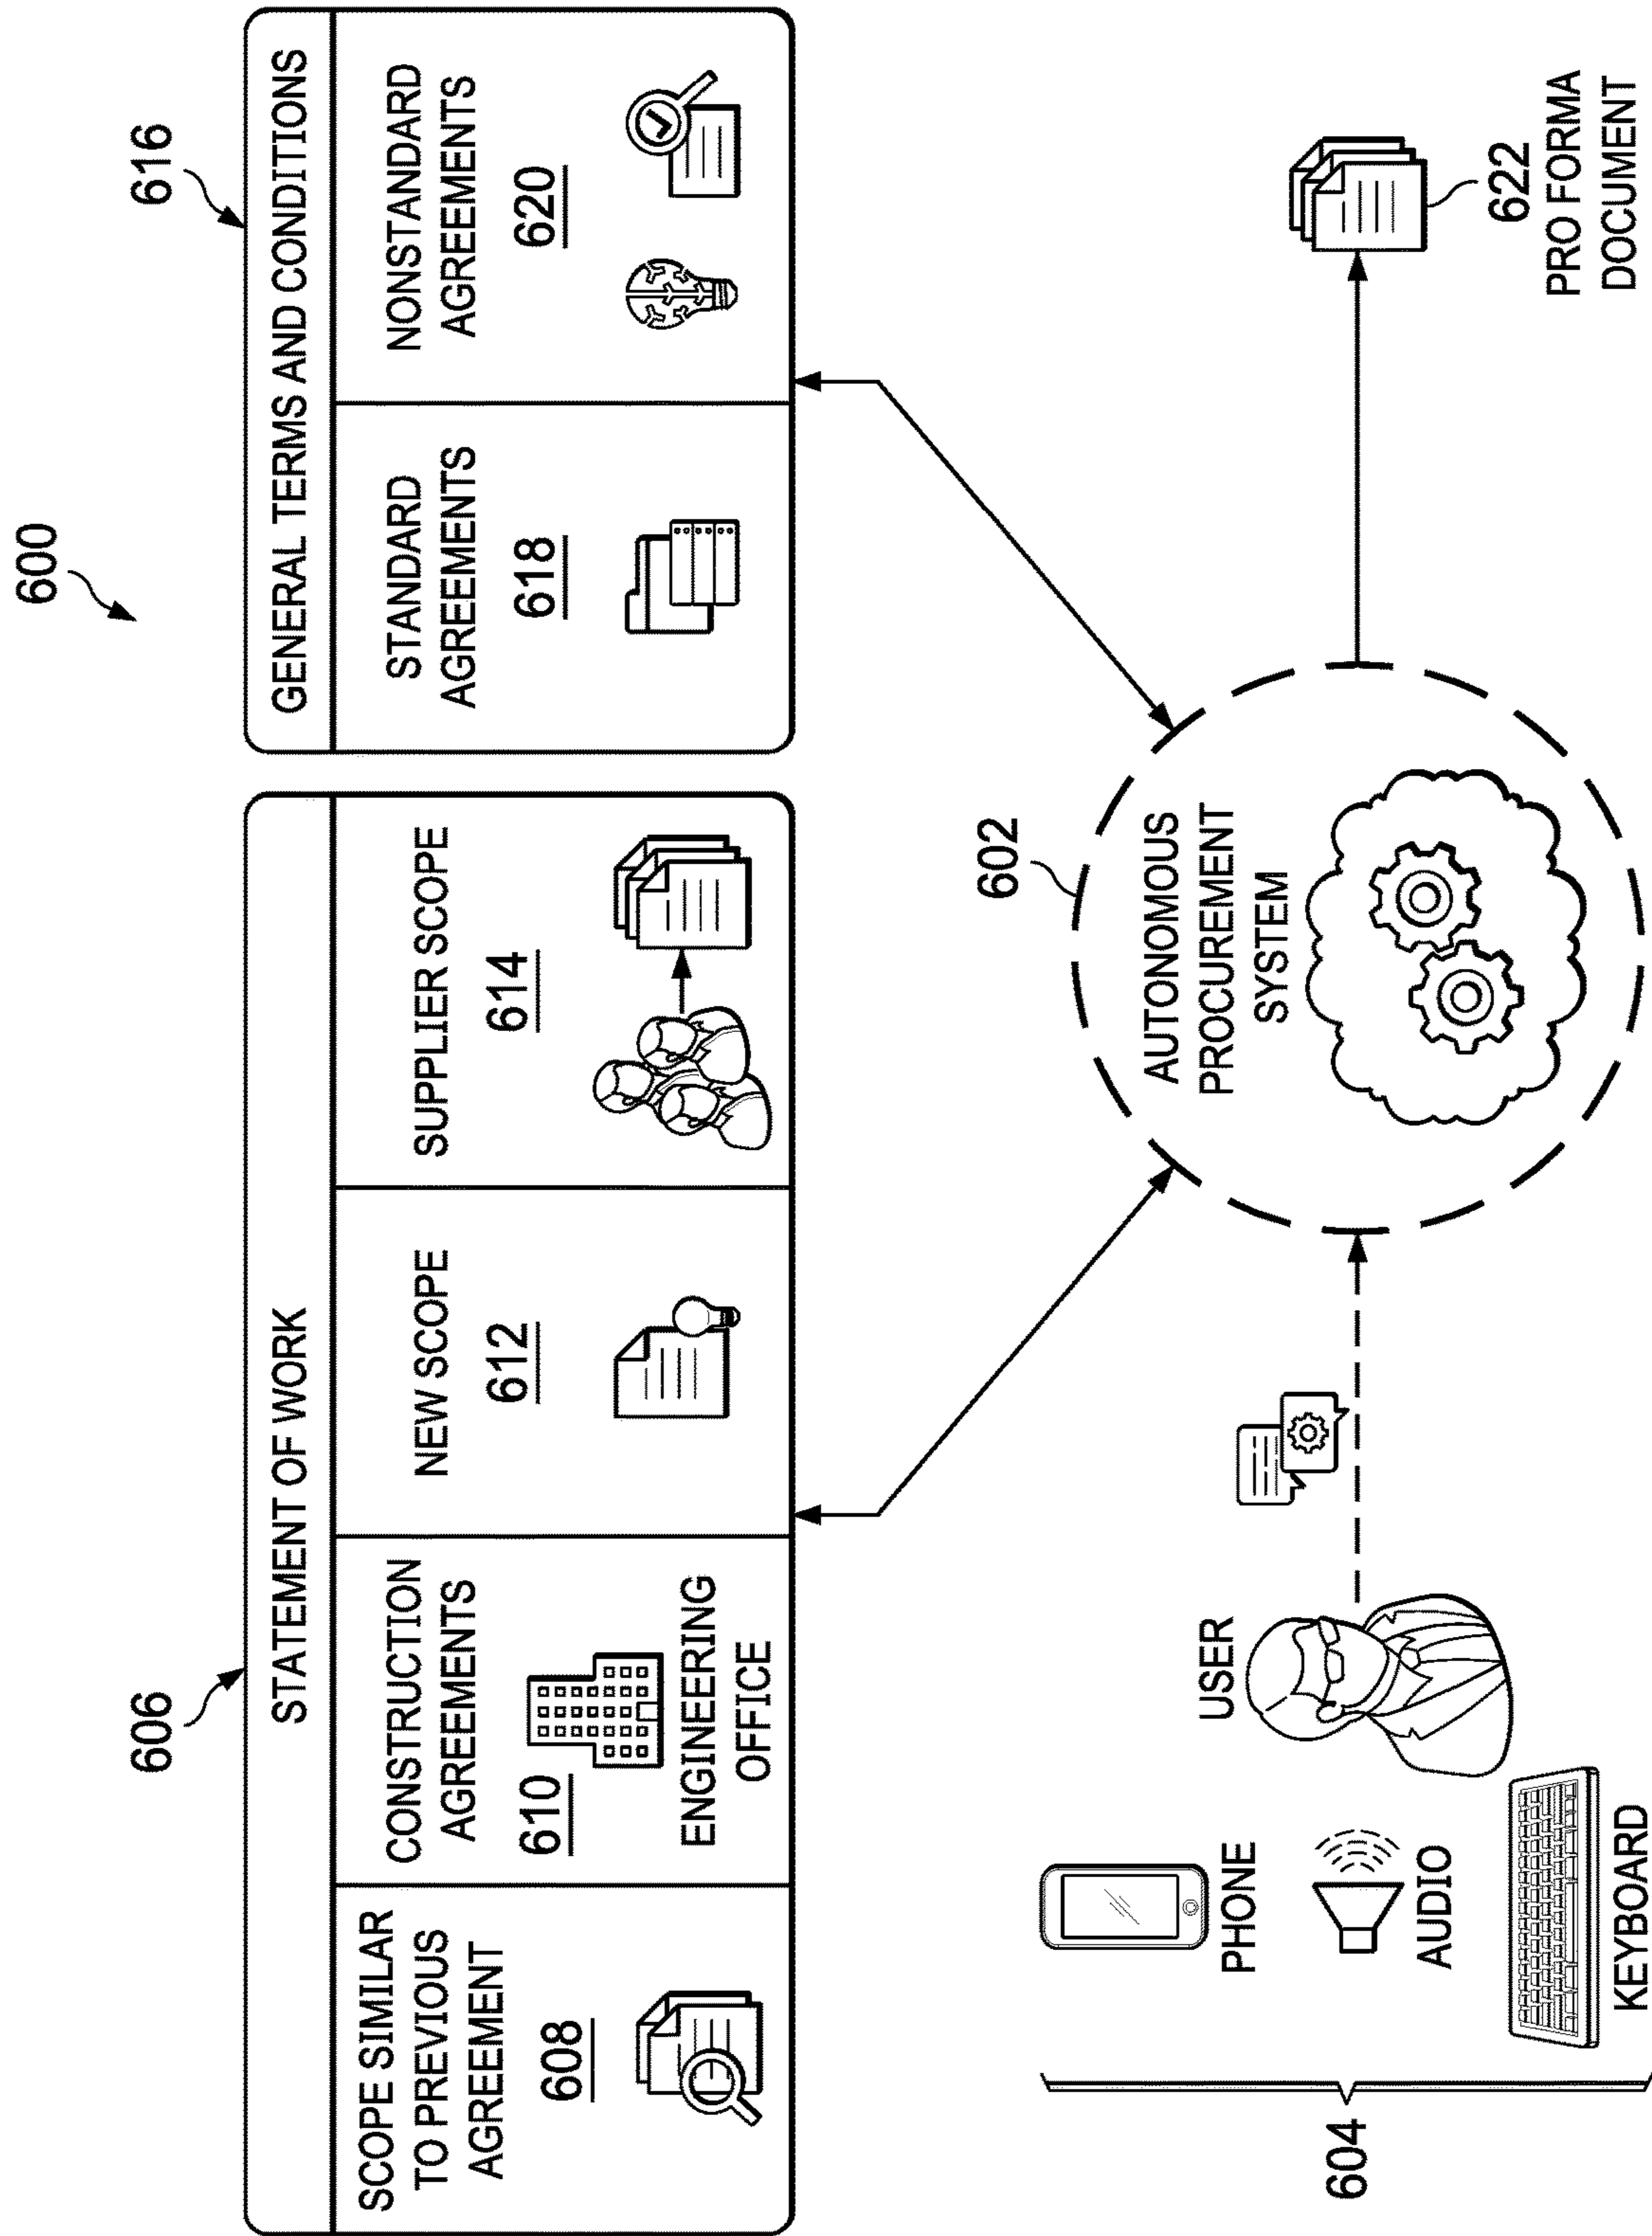 600
606
STATEMENT OF WORK
SCOPE SIMILAR
TO PREVIOUS
AGREEMENT
608
CONSTRUCTION
AGREEMENTS
610
ENGINEERING
OFFICE
NEW SCOPE
612
SUPPLIER SCOPE
614
616
GENERAL TERMS AND CONDITIONS
STANDARD
AGREEMENTS
618
NONSTANDARD
AGREEMENTS
620
604
PHONE
AUDIO
KEYBOARD
USER
602
AUTONOMOUS
PROCUREMENT
SYSTEM
622
PRO FORMA
DOCUMENT